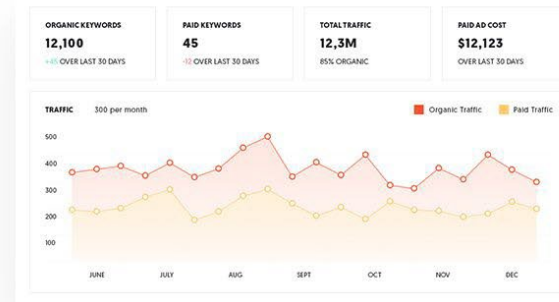 ORGANIC KEYWORDS
12,100
+45 OVER LAST 30 DAYS
PAID KEYWORDS
45
-12 OVER LAST 30 DAYS
TOTAL TRAFFIC
12,3M
85% ORGANIC
PAID AD COST
$12,123
OVER LAST 30 DAYS
TRAFFIC 300 per month
Organic Traffic Paid Traffic
500
400
300
200
100
JUNE JULY AUG SEPT OCT NOV DEC